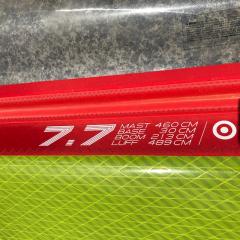 7.7
MAST 460 CM
BASE 30 CM
BOOM 213 CM
LUFF 489 CM